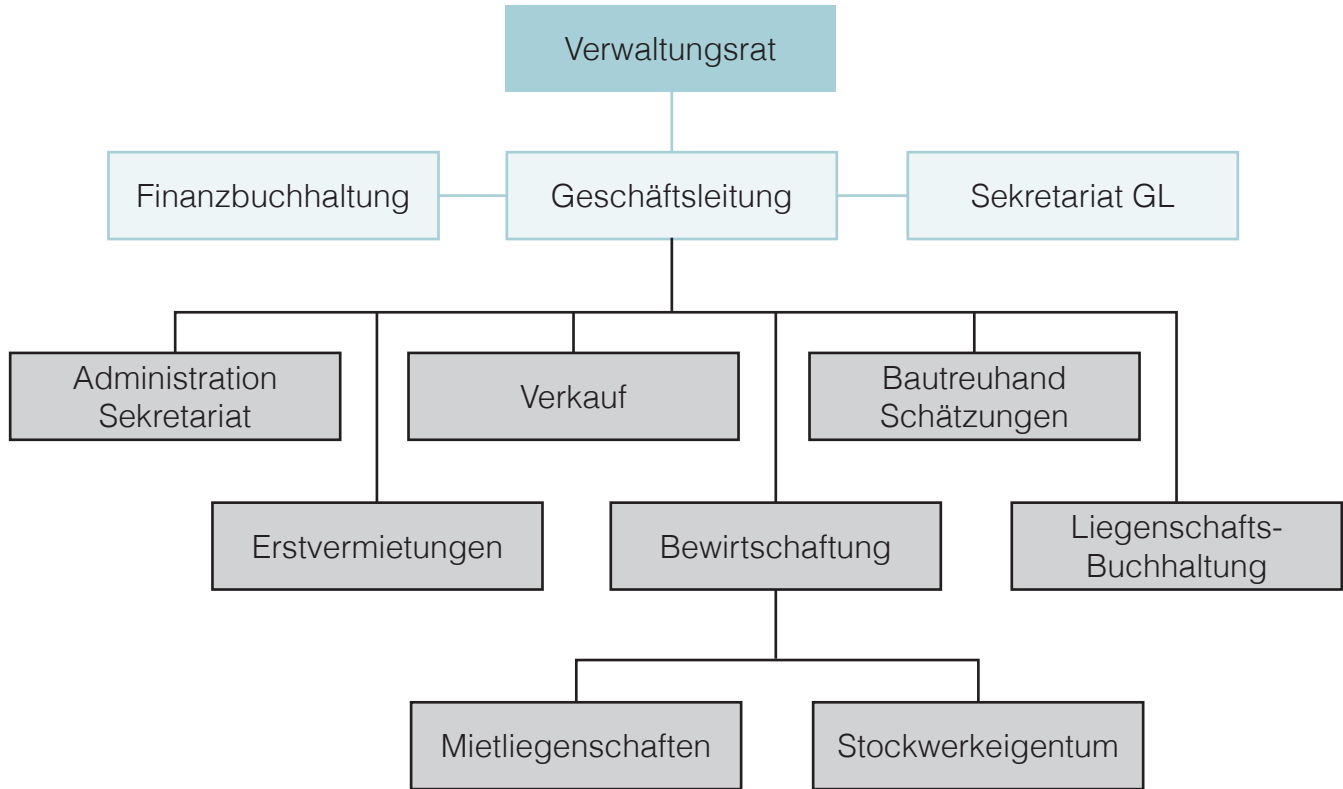 Verwaltungsrat
Finanzbuchhaltung
Geschäftsleitung
Sekretariat GL
Administration
Sekretariat
Verkauf
Bautreuhand
Schätzungen
Erstvermietungen
Bewirtschaftung
Liegenschafts-
Buchhaltung
Mietliegenschaften
Stockwerkeigentum